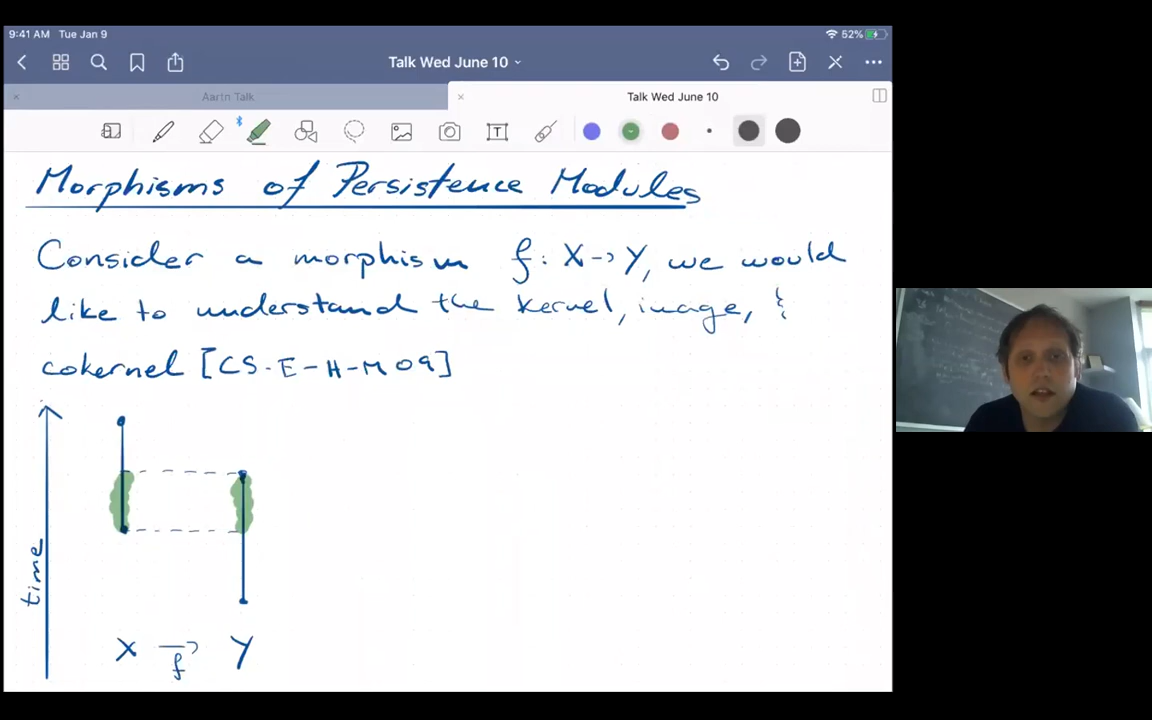 9:41 AM Tue Jan 9
52%
Talk Wed June 10
Aartn Talk
Talk Wed June 10
T
Morphisms of Persistence Modules
Consider a morphism f: X→Y, we would
like to understand the kernel, image, &
cokernel [CS-E-H-M 09]
time
X →f Y